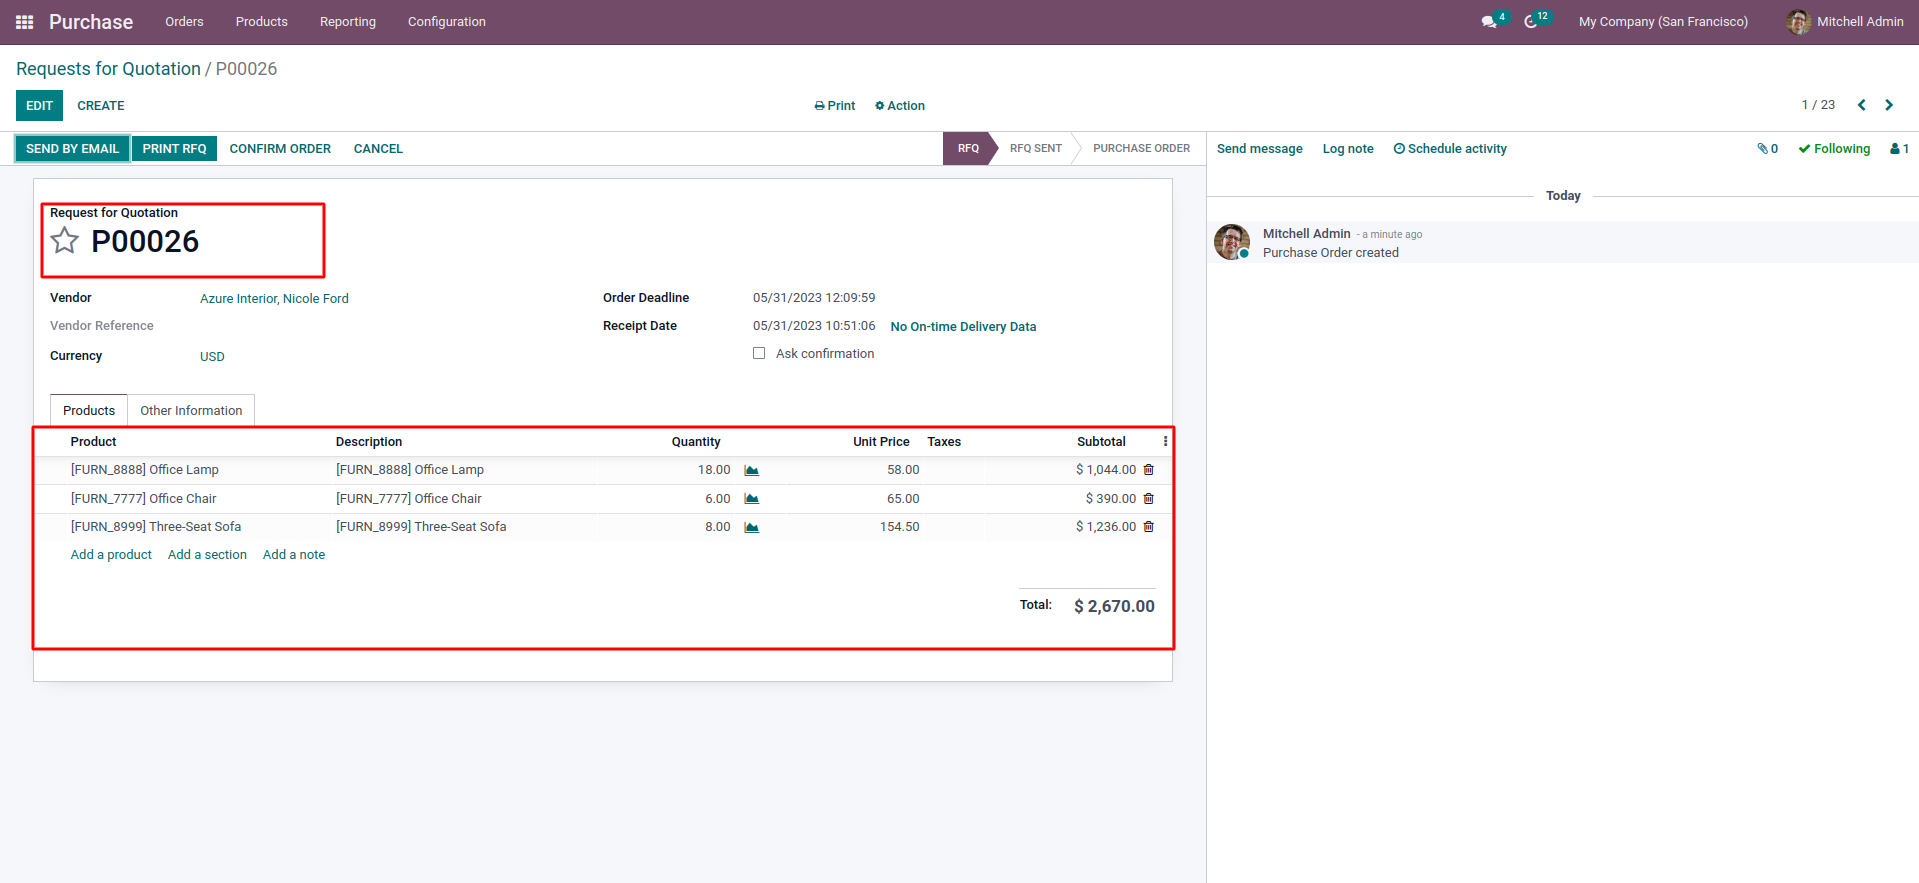 Purchase Orders Products Reporting Configuration 4 12 My Company (San Francisco) Mitchell Admin
Requests for Quotation / P00026
EDIT CREATE Print Action 1 / 23
SEND BY EMAIL PRINT RFQ CONFIRM ORDER CANCEL RFQ RFQ SENT PURCHASE ORDER
Send message Log note Schedule activity 0 Following 1
Today
Mitchell Admin - a minute ago
Purchase Order created
Request for Quotation
P00026
Vendor Azure Interior, Nicole Ford Order Deadline 05/31/2023 12:09:59
Vendor Reference Receipt Date 05/31/2023 10:51:06 No On-time Delivery Data
Currency USD Ask confirmation
Products Other Information
Product Description Quantity Unit Price Taxes Subtotal
[FURN_8888] Office Lamp [FURN_8888] Office Lamp 18.00 58.00 $ 1,044.00
[FURN_7777] Office Chair [FURN_7777] Office Chair 6.00 65.00 $ 390.00
[FURN_8999] Three-Seat Sofa [FURN_8999] Three-Seat Sofa 8.00 154.50 $ 1,236.00
Add a product Add a section Add a note
Total: $ 2,670.00